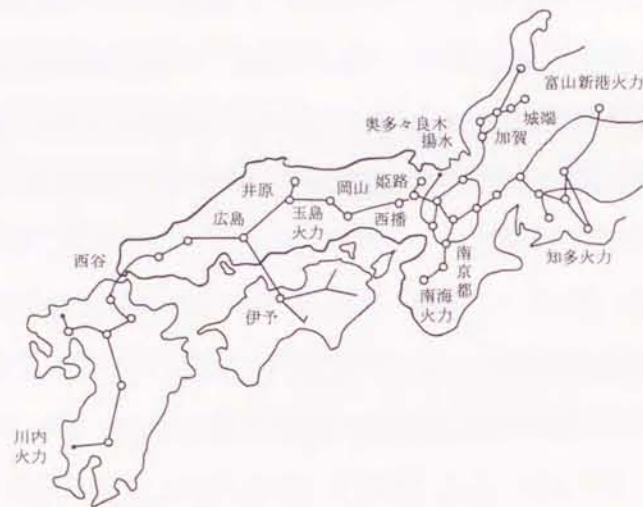 富山新港火力
城端
加賀
奥多々良木
揚水
姫路
岡山
井原
西播
玉島
火力
広島
西谷
知多火力
南京都
南海
火力
伊予
川内
火力